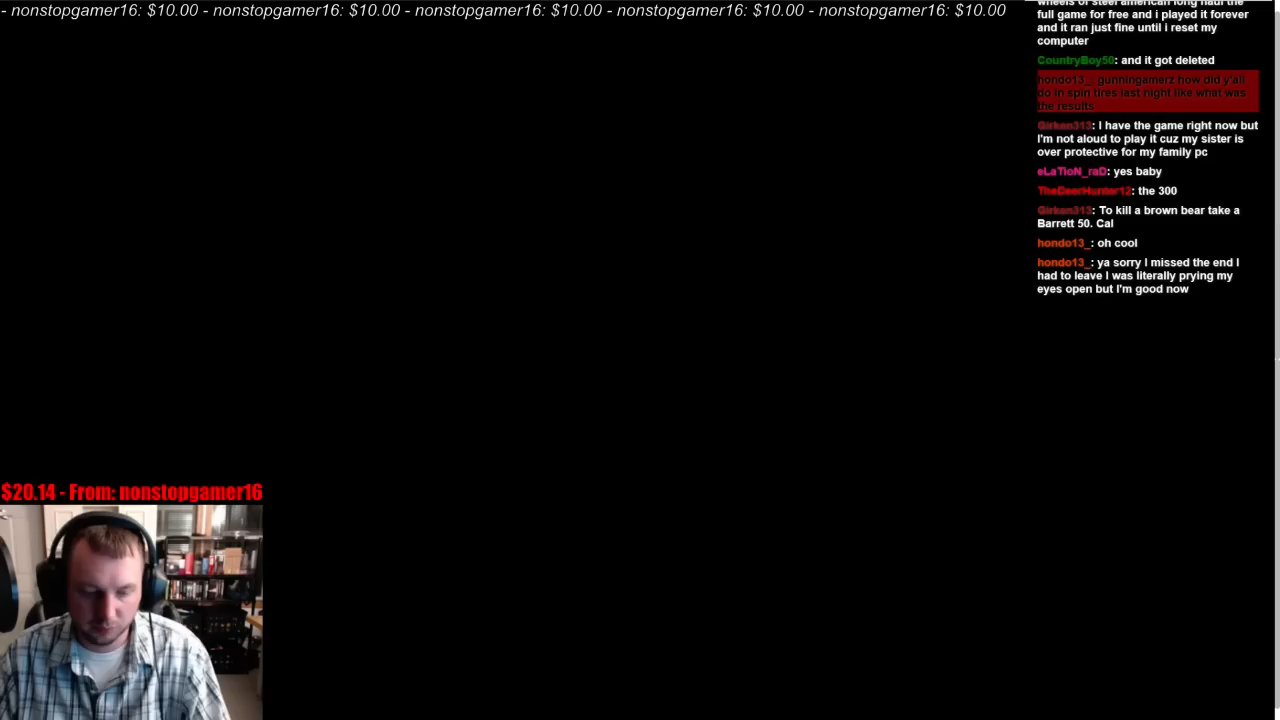 - nonstopgamer16: $10.00 - nonstopgamer16: $10.00 - nonstopgamer16: $10.00 - nonstopgamer16: $10.00 - nonstopgamer16: $10.00
wheels of steel american long haul the
full game for free and i played it forever
and it ran just fine until i reset my
computer
CountryBoy50: and it got deleted
hondo13_: gunningamerz how did y'all
do in spin tires last night like what was
the results
Girken313: I have the game right now but
I'm not aloud to play it cuz my sister is
over protective for my family pc
eLaTioN_raD: yes baby
TheDeerHunter12: the 300
Girken313: To kill a brown bear take a
Barrett 50. Cal
hondo13_: oh cool
hondo13_: ya sorry I missed the end I
had to leave I was literally prying my
eyes open but I'm good now
$20.14 - From: nonstopgamer16